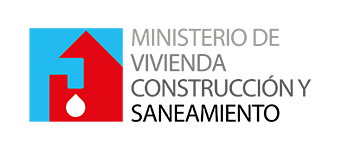 MINISTERIO DE
VIVIENDA
CONSTRUCCIÓN Y
SANEAMIENTO